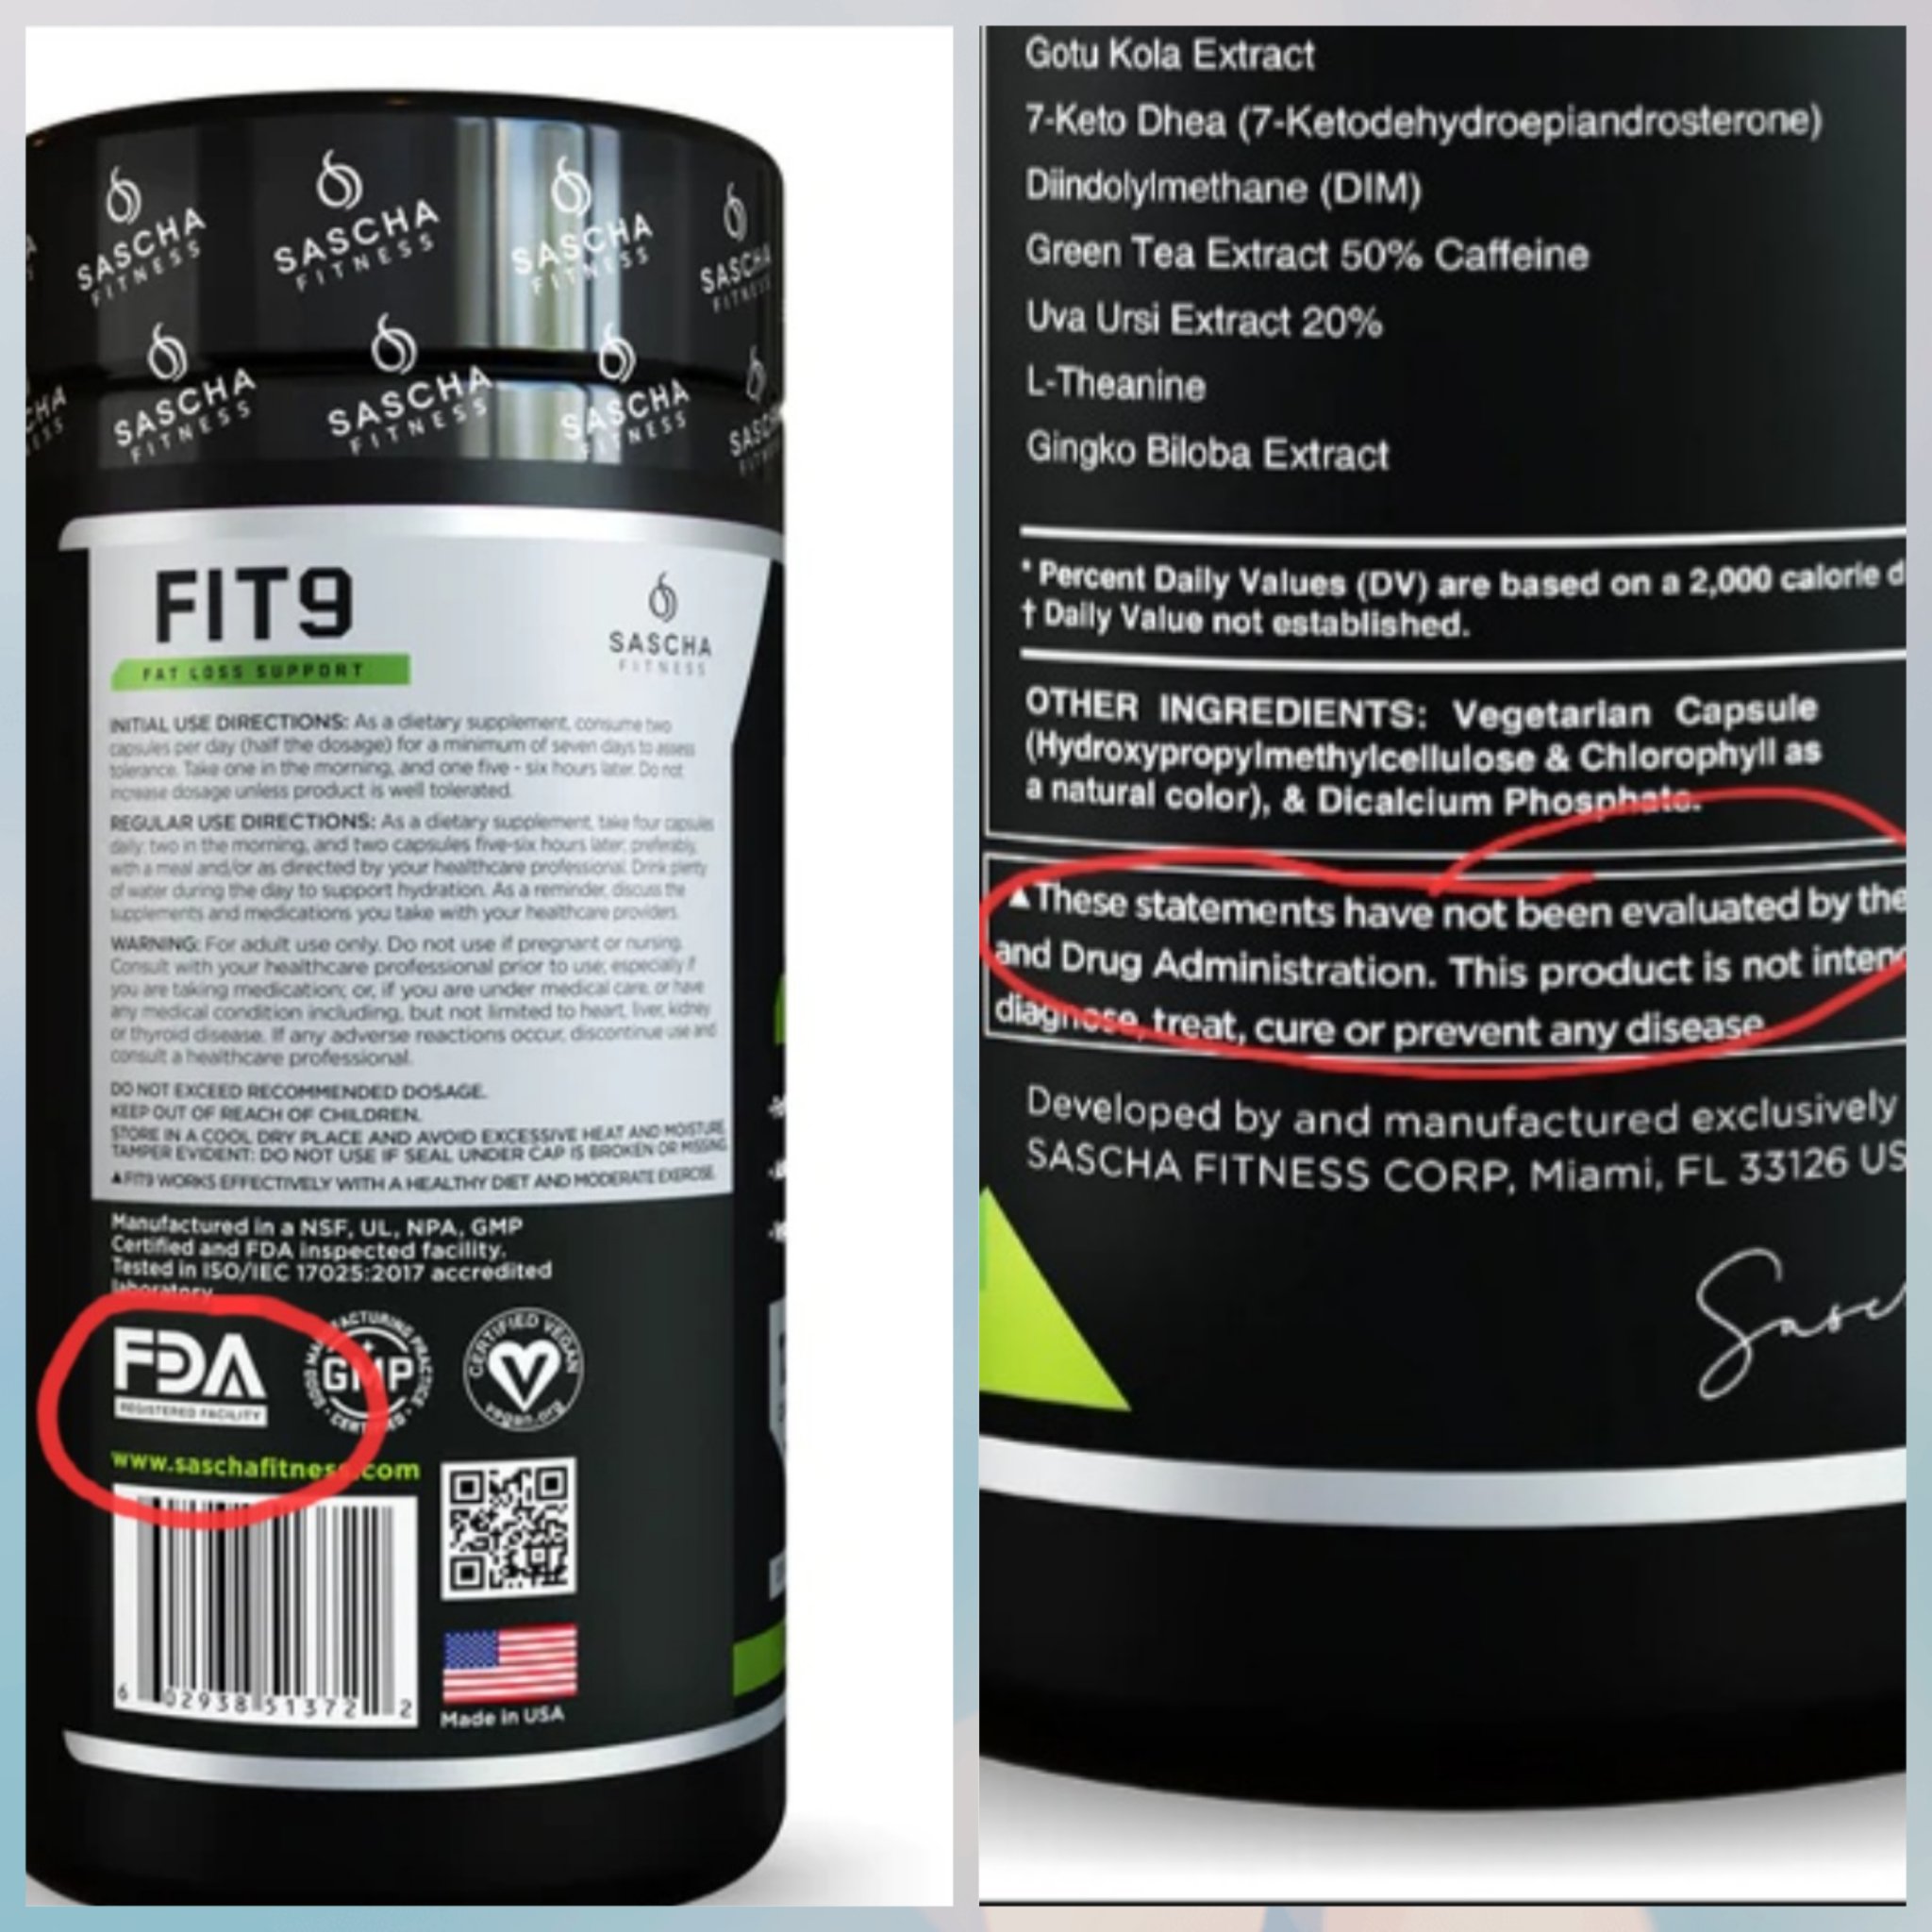 SASCHA
FITNESS
SASCHA
FITNESS
SASCHA
FITNESS
SASCHA
FITNESS
SASCHA
FITNESS
SASCHA
FITNESS
SASCHA
FITNESS
FIT9
SASCHA
FITNESS
FAT LOSS SUPPORT
INITIAL USE DIRECTIONS: As a dietary supplement, consume two
capsules per day (half the dosage) for a minimum of seven days to assess
tolerance. Take one in the morning, and one five - six hours later. Do not
increase dosage unless product is well tolerated.
REGULAR USE DIRECTIONS: As a dietary supplement, take four capsules
daily: two in the morning, and two capsules five-six hours later, preferably,
with a meal and/or as directed by your healthcare professional. Drink plenty
of water during the day to support hydration. As a reminder, discuss the
supplements and medications you take with your healthcare providers.
WARNING: For adult use only. Do not use if pregnant or nursing.
Consult with your healthcare professional prior to use; especially if
you are taking medication; or, if you are under medical care, or have
any medical condition including, but not limited to heart, liver, kidney
or thyroid disease. If any adverse reactions occur, discontinue use and
consult a healthcare professional.
DO NOT EXCEED RECOMMENDED DOSAGE.
KEEP OUT OF REACH OF CHILDREN.
STORE IN A COOL DRY PLACE AND AVOID EXCESSIVE HEAT AND MOISTURE
TAMPER EVIDENT: DO NOT USE IF SEAL UNDER CAP IS BROKEN OR MISSING.
▲FIT9 WORKS EFFECTIVELY WITH A HEALTHY DIET AND MODERATE EXERCISE.
Manufactured in a NSF, UL, NPA, GMP
Certified and FDA inspected facility.
Tested in ISO/IEC 17025:2017 accredited
laboratory
FDA
REGISTERED FACILITY
GOOD MANUFACTURING PRACTICE
GMP
CERTIFIED
CERTIFIED VEGAN
V
vegan.org
www.saschafitness.com
6 02938 51372 2
Made in USA
Gotu Kola Extract
7-Keto Dhea (7-Ketodehydroepiandrosterone)
Diindolylmethane (DIM)
Green Tea Extract 50% Caffeine
Uva Ursi Extract 20%
L-Theanine
Gingko Biloba Extract
* Percent Daily Values (DV) are based on a 2,000 calorie d
† Daily Value not established.
OTHER INGREDIENTS: Vegetarian Capsule
(Hydroxypropylmethylcellulose & Chlorophyll as
a natural color), & Dicalcium Phosphate.
▲These statements have not been evaluated by the
and Drug Administration. This product is not inten
diagnose, treat, cure or prevent any disease
Developed by and manufactured exclusively
SASCHA FITNESS CORP, Miami, FL 33126 US
Sasc